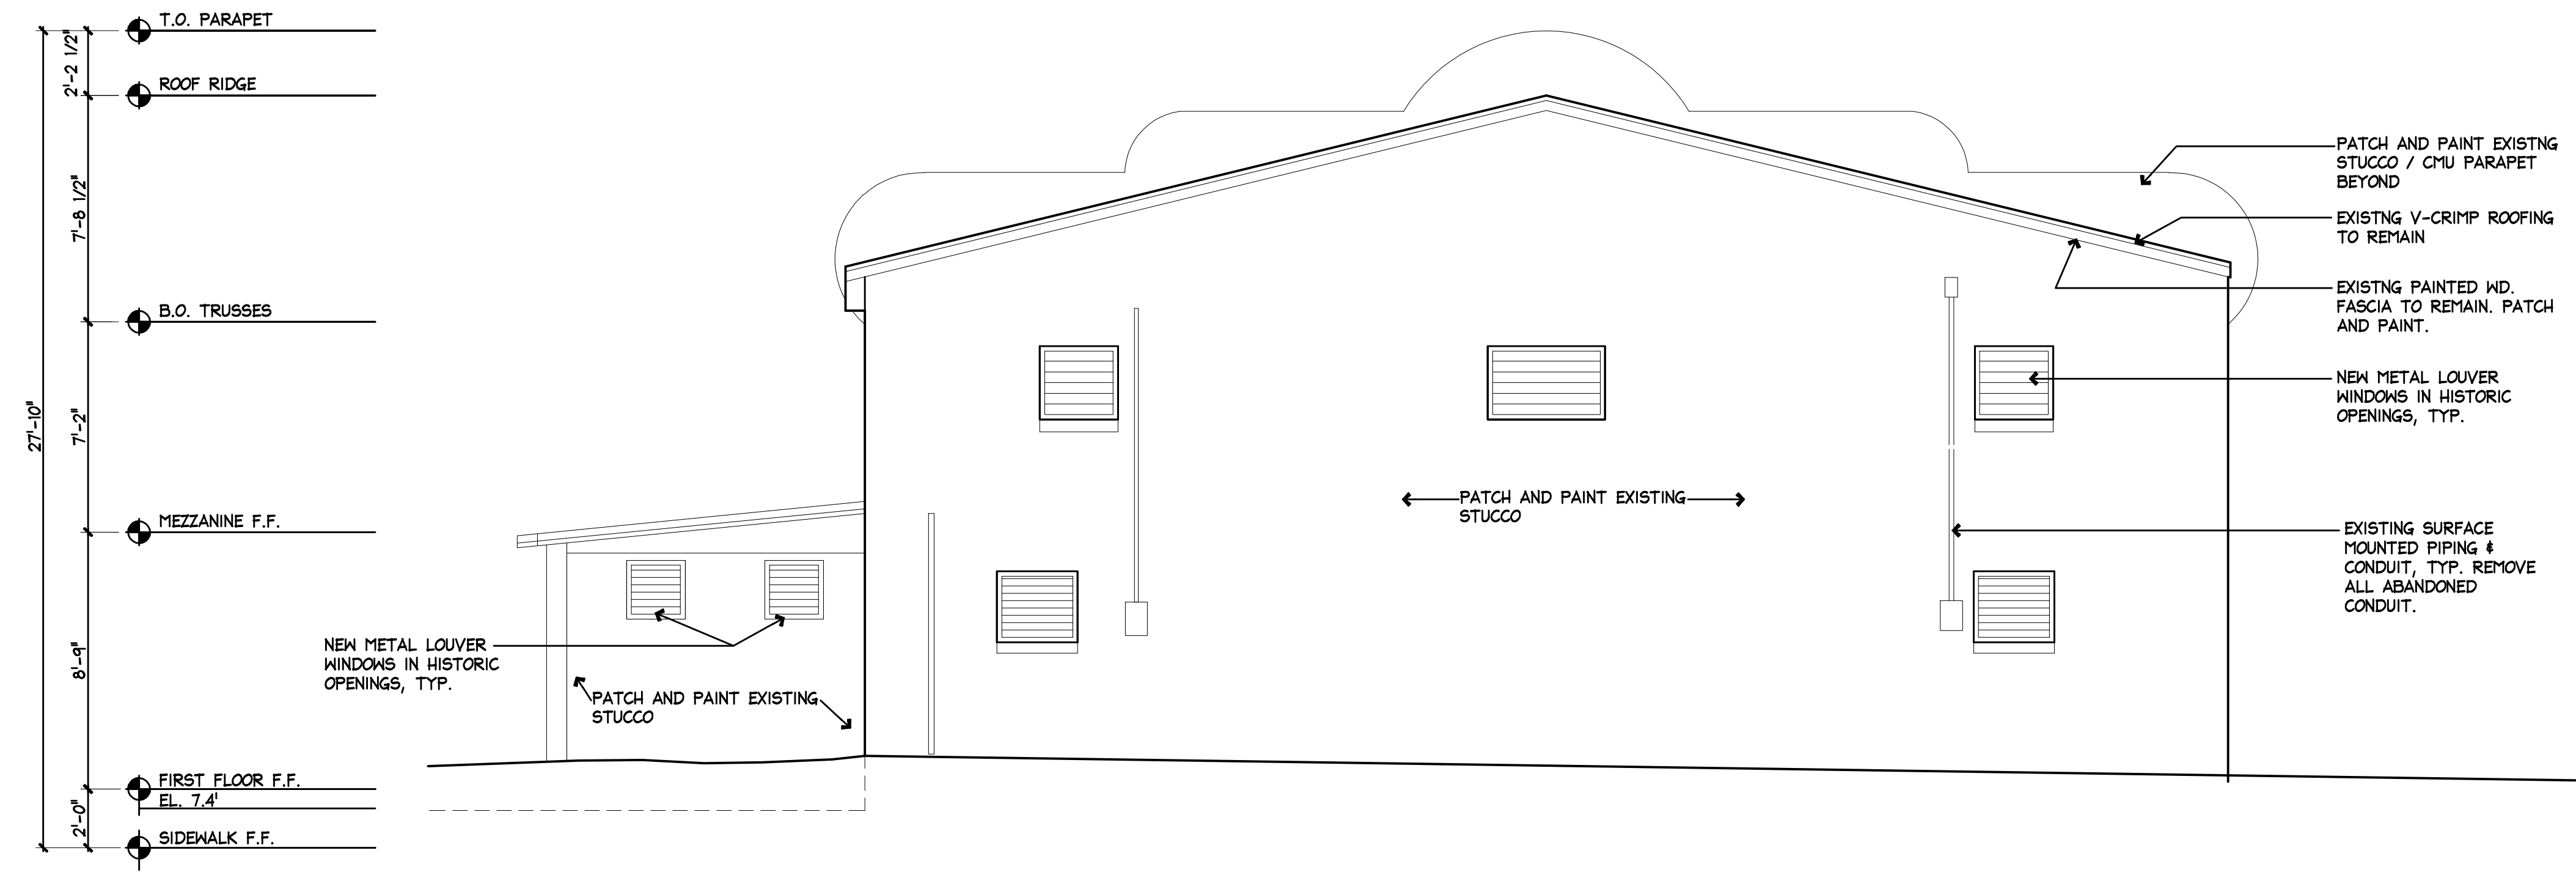 T.O. PARAPET
2'-2 1/2"
ROOF RIDGE
7'-8 1/2"
B.O. TRUSSES
27'-10"
7'-2"
MEZZANINE F.F.
8'-9"
FIRST FLOOR F.F.
EL. 7.4'
2'-0"
SIDEWALK F.F.
NEW METAL LOUVER
WINDOWS IN HISTORIC
OPENINGS, TYP.
PATCH AND PAINT EXISTING
STUCCO
PATCH AND PAINT EXISTING
STUCCO
PATCH AND PAINT EXISTNG
STUCCO / CMU PARAPET
BEYOND
EXISTNG V-CRIMP ROOFING
TO REMAIN
EXISTNG PAINTED WD.
FASCIA TO REMAIN. PATCH
AND PAINT.
NEW METAL LOUVER
WINDOWS IN HISTORIC
OPENINGS, TYP.
EXISTING SURFACE
MOUNTED PIPING &
CONDUIT, TYP. REMOVE
ALL ABANDONED
CONDUIT.